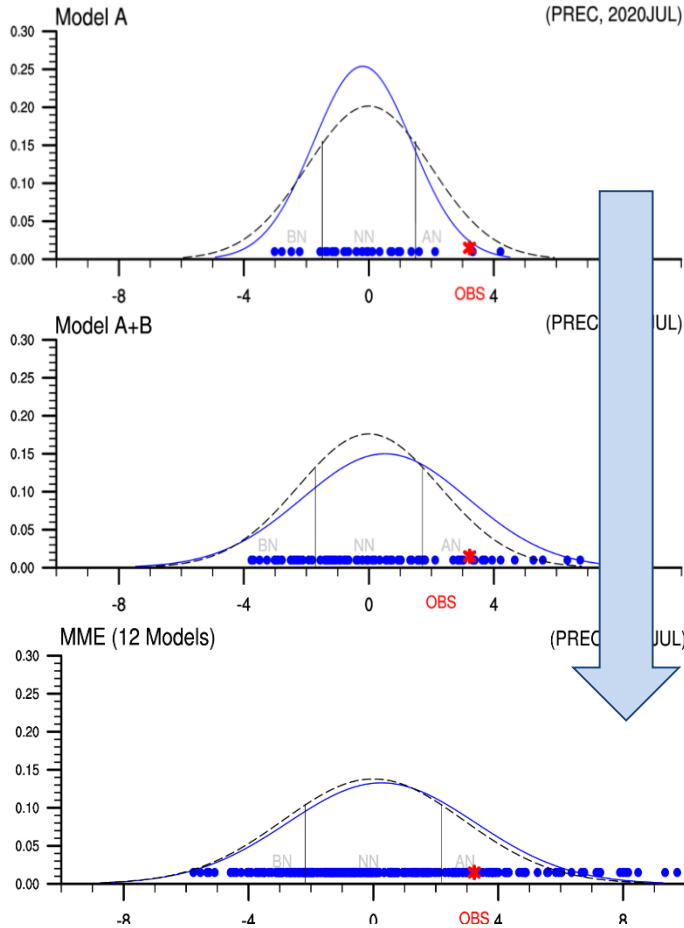 Model A (PREC, 2020JUL)
0.30
0.25
0.20
0.15
0.10
0.05
0.00
BN NN AN
-8 -4 0 4
OBS
Model A+B (PREC, JUL)
0.30
0.25
0.20
0.15
0.10
0.05
0.00
BN NN AN
-8 -4 0 4
OBS
MME (12 Models) (PREC, JUL)
0.30
0.25
0.20
0.15
0.10
0.05
0.00
BN NN AN
-8 -4 0 4 8
OBS